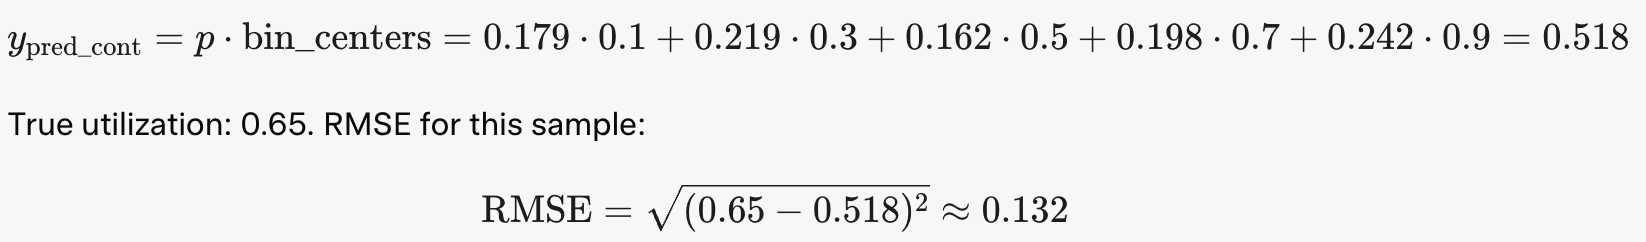 y_pred_cont = p · bin_centers = 0.179 · 0.1 + 0.219 · 0.3 + 0.162 · 0.5 + 0.198 · 0.7 + 0.242 · 0.9 = 0.518
True utilization: 0.65. RMSE for this sample:
RMSE = √(0.65 − 0.518)² ≈ 0.132